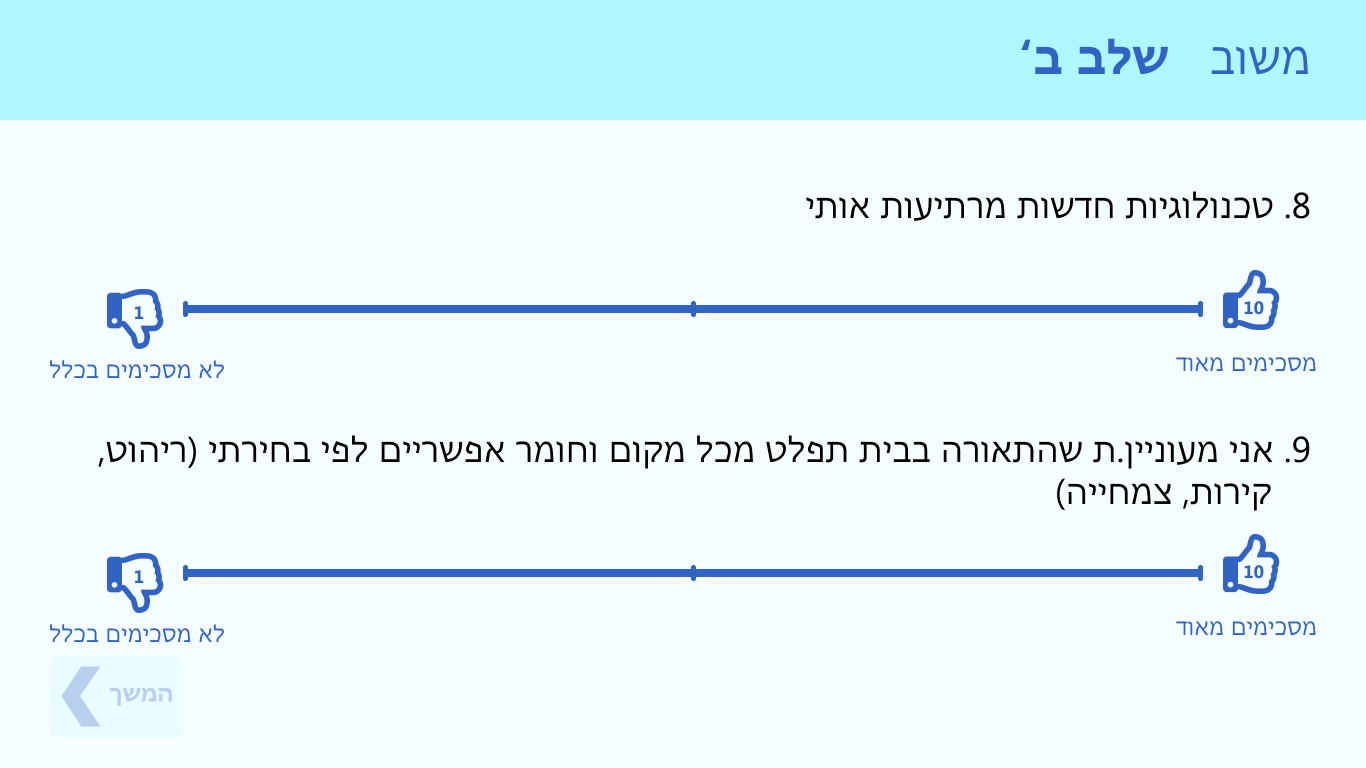 משוב שלב ב‘
8. טכנולוגיות חדשות מרתיעות אותי
10
1
מסכימים מאוד
לא מסכימים בכלל
9. אני מעוניין.ת שהתאורה בבית תפלט מכל מקום וחומר אפשריים לפי בחירתי (ריהוט,
קירות, צמחייה)
10
1
מסכימים מאוד
לא מסכימים בכלל
המשך